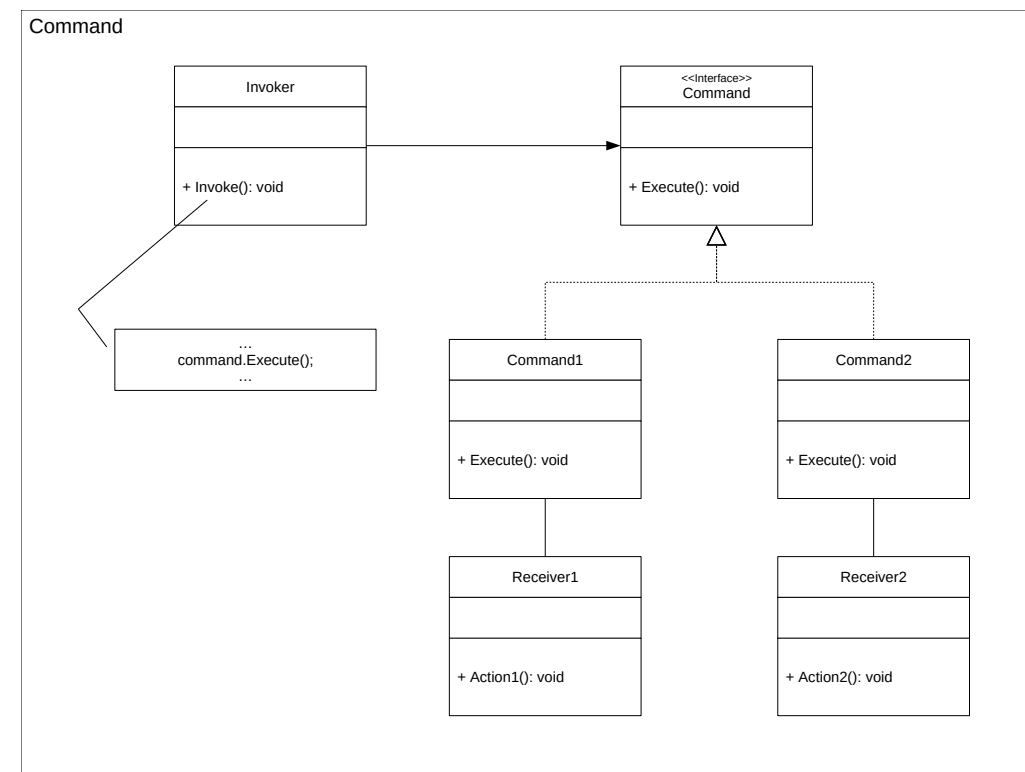 Command
Invoker
+ Invoke(): void
<<Interface>>
Command
+ Execute(): void
…
command.Execute();
…
Command1
+ Execute(): void
Command2
+ Execute(): void
Receiver1
+ Action1(): void
Receiver2
+ Action2(): void